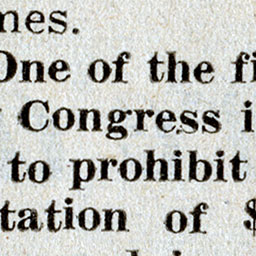 mes.
One of the fi
Congress i
to prohibit
tation of $